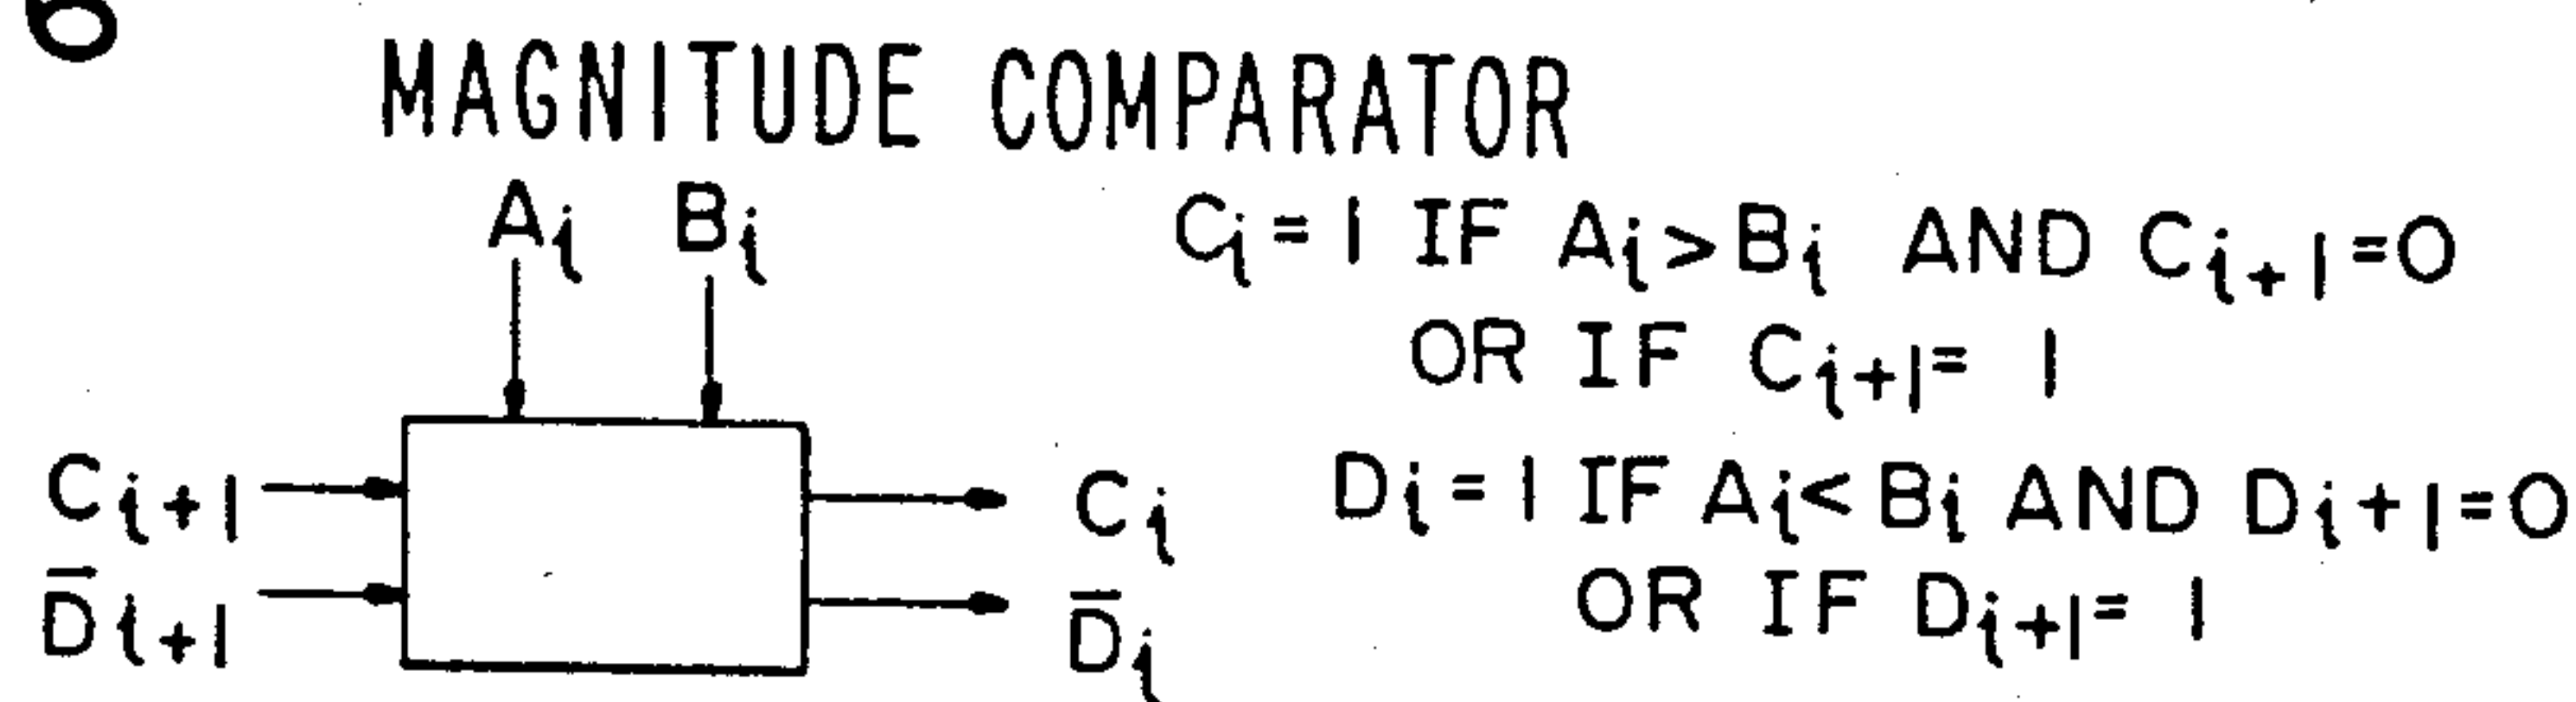 6
MAGNITUDE COMPARATOR
Aᵢ Bᵢ
Cᵢ = 1 IF Aᵢ > Bᵢ AND Cᵢ₊₁ = 0
OR IF Cᵢ₊₁ = 1
Cᵢ₊₁
Cᵢ
Dᵢ = 1 IF Aᵢ < Bᵢ AND Dᵢ₊₁ = 0
OR IF Dᵢ₊₁ = 1
D̄ᵢ₊₁
D̄ᵢ